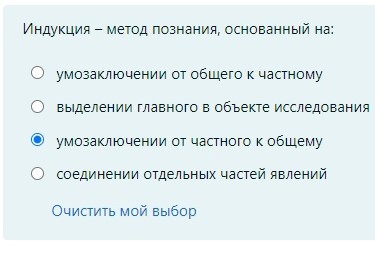 Индукция – метод познания, основанный на:
умозаключении от общего к частному
выделении главного в объекте исследования
умозаключении от частного к общему
соединении отдельных частей явлений
Очистить мой выбор